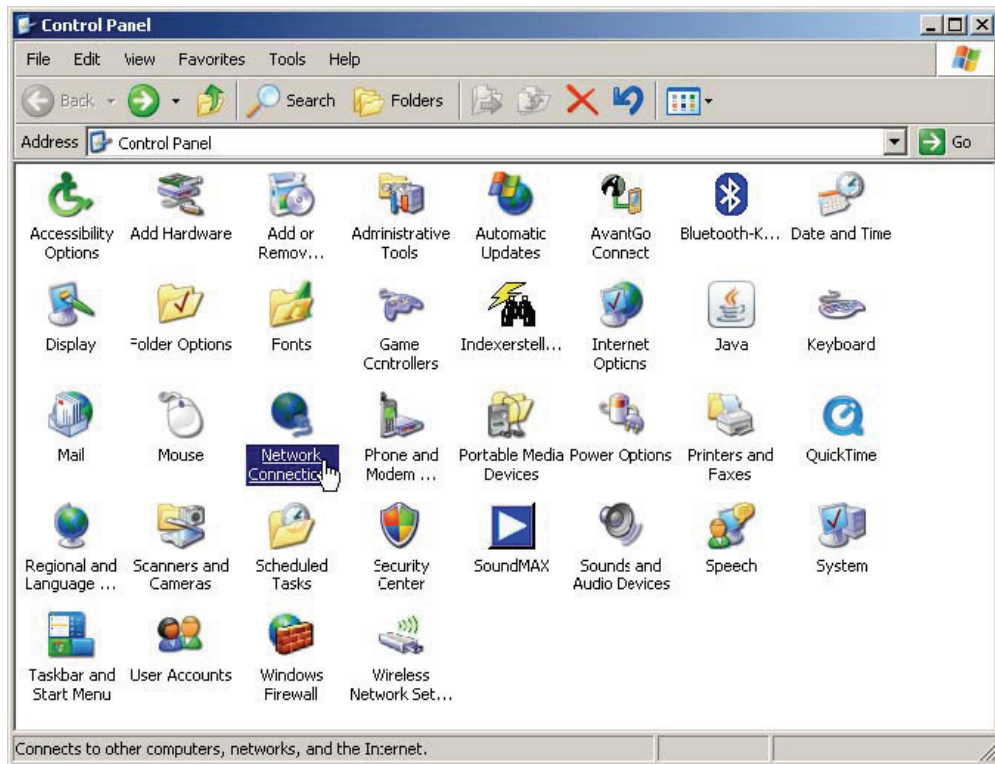 Control Panel
File Edit View Favorites Tools Help
Back Search Folders
Address Control Panel Go
Accessibility Options
Add Hardware
Add or Remov...
Administrative Tools
Automatic Updates
AvantGo Connect
Bluetooth-K...
Date and Time
Display
Folder Options
Fonts
Game Controllers
Indexerstell...
Internet Options
Java
Keyboard
Mail
Mouse
Network Connectio
Phone and Modem ...
Portable Media Devices
Power Options
Printers and Faxes
QuickTime
Regional and Language ...
Scanners and Cameras
Scheduled Tasks
Security Center
SoundMAX
Sounds and Audio Devices
Speech
System
Taskbar and Start Menu
User Accounts
Windows Firewall
Wireless Network Set...
Connects to other computers, networks, and the Internet.